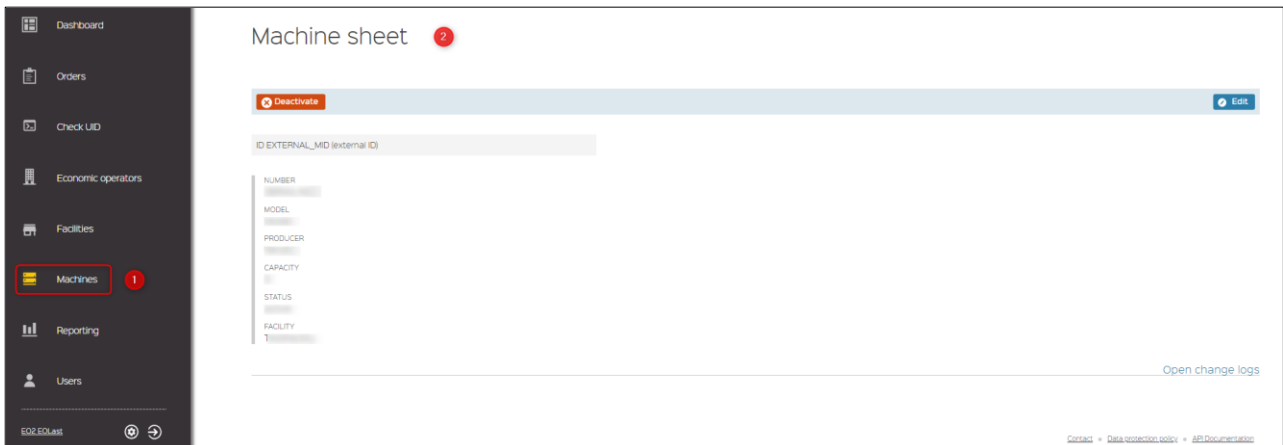 Dashboard
Orders
Check UID
Economic operators
Facilities
Machines
1
Reporting
Users
EO2 EOLast
Machine sheet
2
Deactivate
Edit
ID EXTERNAL_MID (external ID)
NUMBER
MODEL
PRODUCER
CAPACITY
STATUS
FACILITY
Open change logs
Contact • Data protection policy • API Documentation